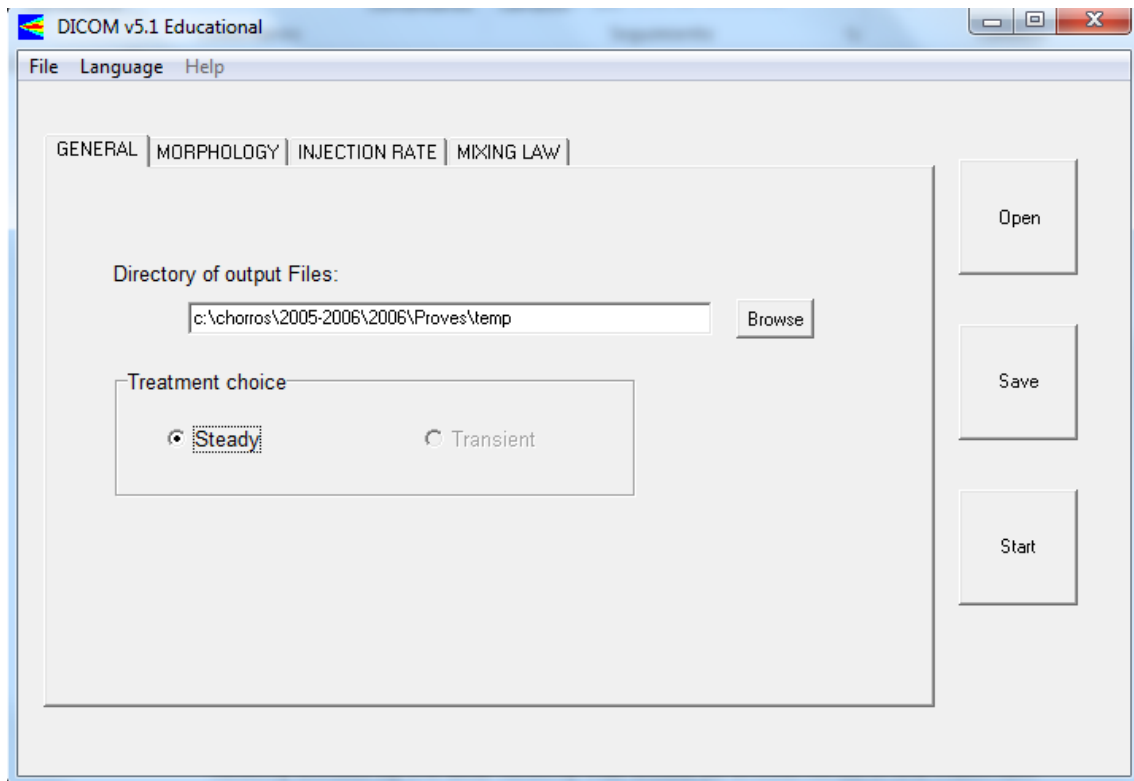 DICOM v5.1 Educational
File Language Help
GENERAL MORPHOLOGY INJECTION RATE MIXING LAW
Open
Directory of output Files:
c:\chorros\2005-2006\2006\Proves\temp Browse
Treatment choice
Save
Steady Transient
Start